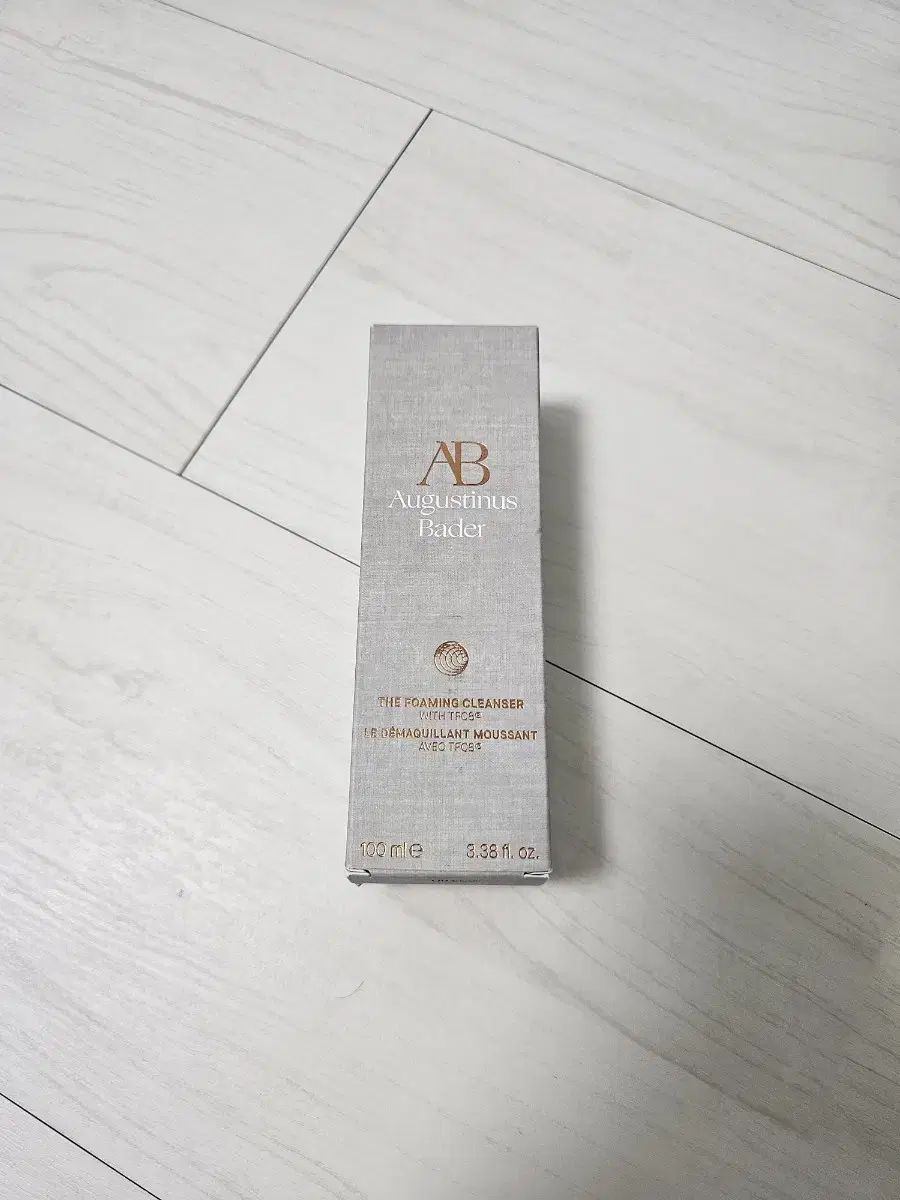 AB
Augustinus
Bader
THE FOAMING CLEANSER
WITH TFC8®
LE DÉMAQUILLANT MOUSSANT
AVEC TFC8®
100 ml ℮
3.38 fl. oz.